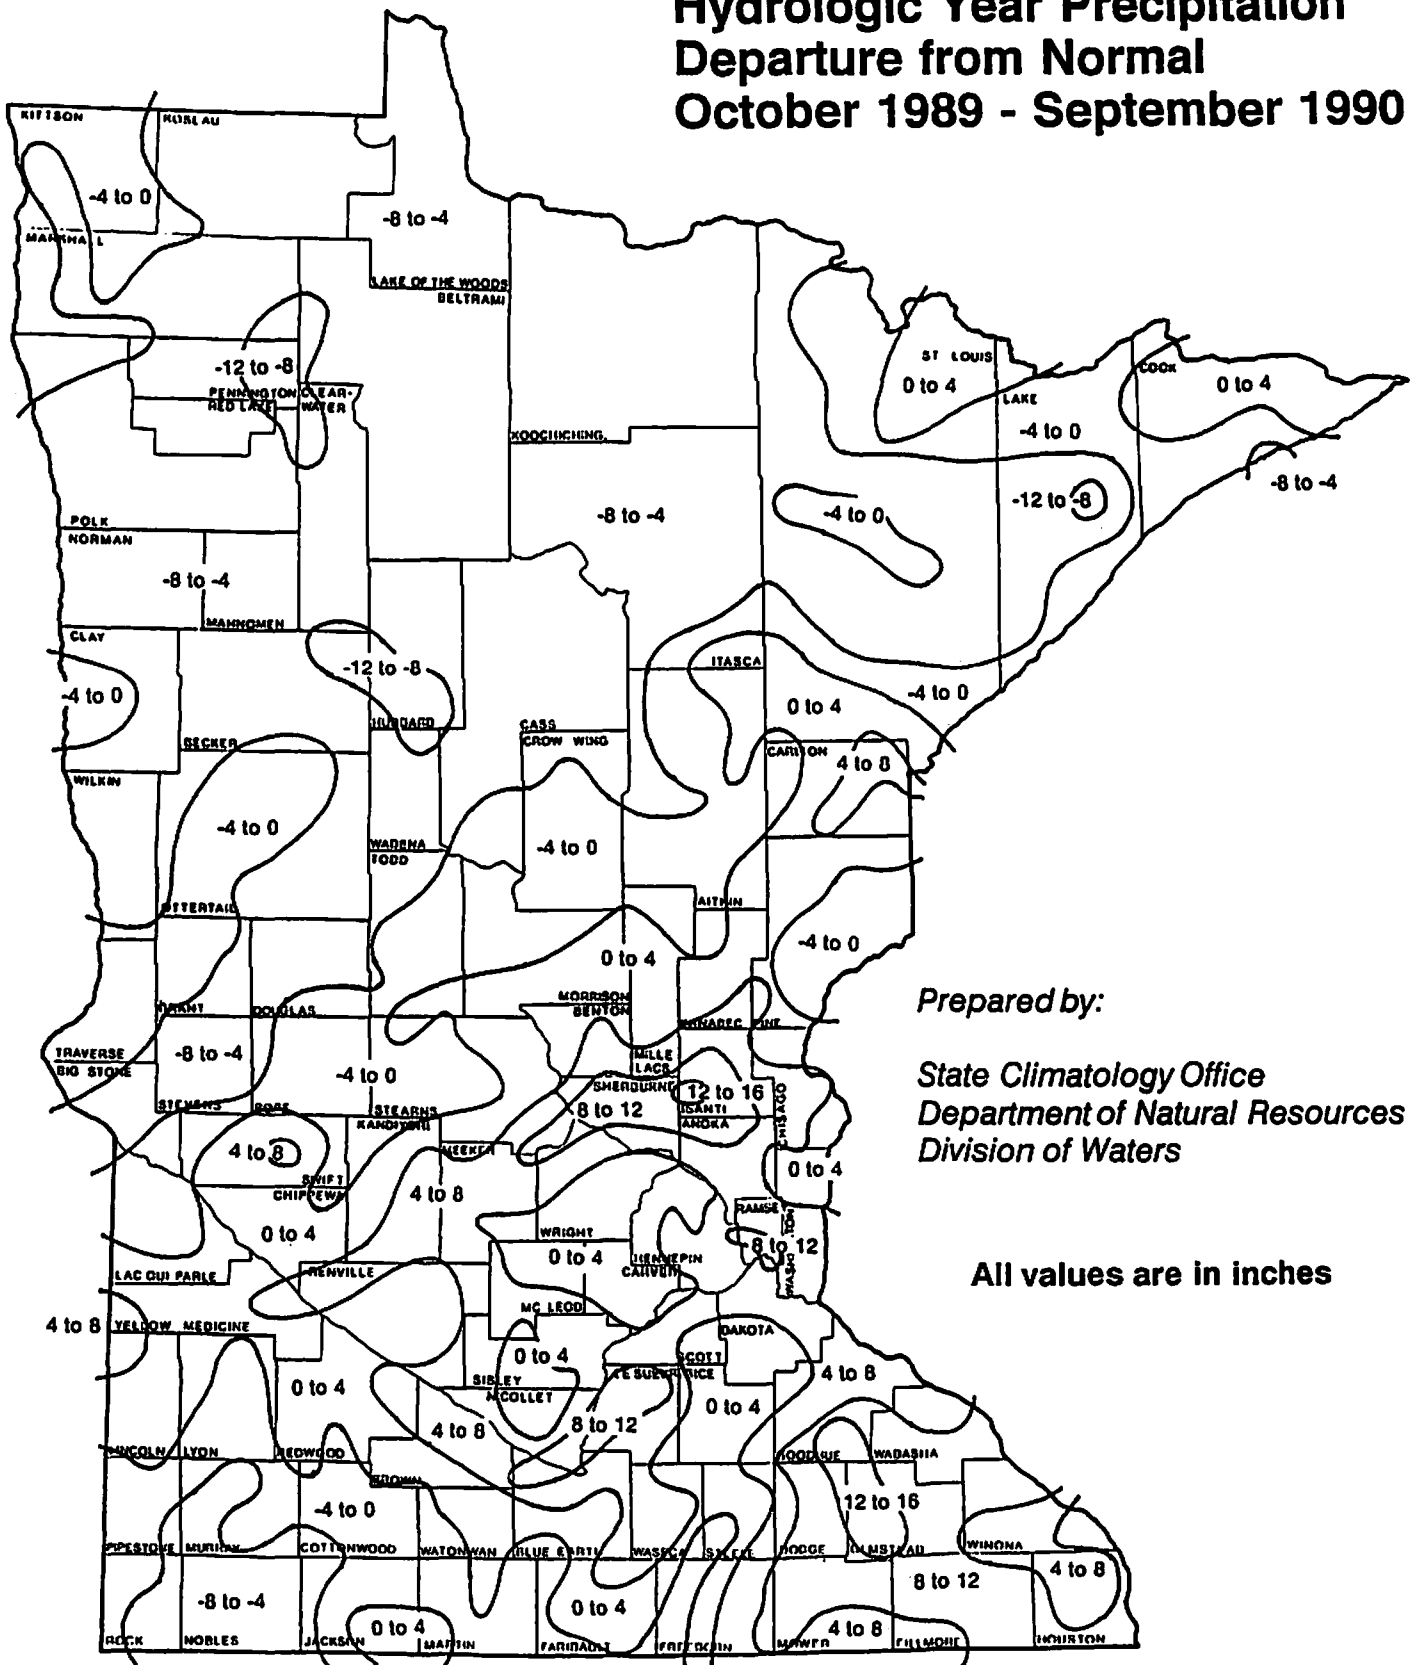 Hydrologic Year Precipitation
Departure from Normal
October 1989 - September 1990
KITTSON
ROSEAU
-4 to 0
-8 to -4
MARSHALL
LAKE OF THE WOODS
BELTRAMI
-12 to -8
PENNINGTON
CLEAR-
RED LAKE
WATER
ST LOUIS
0 to 4
COOK
0 to 4
LAKE
-4 to 0
KOOCHICHING
-8 to -4
-12 to -8
-4 to 0
-8 to -4
POLK
NORMAN
-8 to -4
MAHNOMEN
CLAY
-12 to -8
ITASCA
-4 to 0
-4 to 0
0 to 4
HUBBARD
CASS
CROW WING
BECKER
CARLTON
4 to 8
WILKIN
-4 to 0
WADENA
TODD
-4 to 0
OTTERTAIL
AITKIN
-4 to 0
0 to 4
MORRISON
BENTON
GRANT
DOUGLAS
KANABEC
PINE
Prepared by:
TRAVERSE
BIG STONE
-8 to -4
-4 to 0
MILLE
LACS
SHERBURNE
12 to 16
State Climatology Office
STEVENS
POPE
STEARNS
KANDIYOHI
8 to 12
ISANTI
ANOKA
CHISAGO
Department of Natural Resources
Division of Waters
4 to 8
MEEKER
0 to 4
SWIFT
CHIPPEWA
4 to 8
RAMSEY
0 to 4
WRIGHT
0 to 4
HENNEPIN
CARVER
8 to 12
WASHINGTON
LAC QUI PARLE
RENVILLE
All values are in inches
MC LEOD
4 to 8
YELLOW MEDICINE
DAKOTA
0 to 4
SCOTT
LE SUEUR
RICE
0 to 4
SIBLEY
NICOLLET
4 to 8
0 to 4
4 to 8
8 to 12
LINCOLN
LYON
REDWOOD
BROWN
GOODHUE
WABASHA
-4 to 0
12 to 16
PIPESTONE
MURRAY
COTTONWOOD
WATONWAN
BLUE EARTH
WASECA
STEELE
DODGE
OLMSTEAD
WINONA
-8 to -4
0 to 4
8 to 12
4 to 8
0 to 4
4 to 8
ROCK
NOBLES
JACKSON
MARTIN
FARIBAULT
FREEBORN
MOWER
FILLMORE
HOUSTON